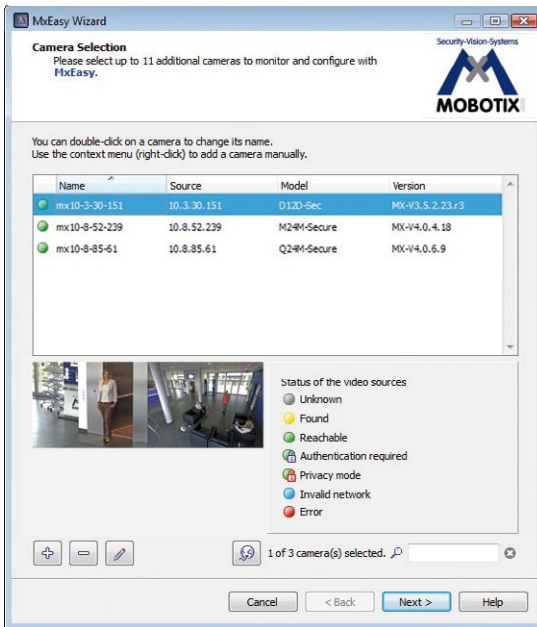 MxEasy Wizard
Camera Selection
Please select up to 11 additional cameras to monitor and configure with
MxEasy.
Security-Vision-Systems
MOBOTIX
You can double-click on a camera to change its name.
Use the context menu (right-click) to add a camera manually.
Name Source Model Version
mx10-3-30-151 10.3.30.151 D12D-Sec MX-V3.5.2.23.r3
mx10-8-52-239 10.8.52.239 M24M-Secure MX-V4.0.4.18
mx10-8-85-61 10.8.85.61 Q24M-Secure MX-V4.0.6.9
Status of the video sources
Unknown
Found
Reachable
Authentication required
Privacy mode
Invalid network
Error
1 of 3 camera(s) selected.
Cancel < Back Next > Help